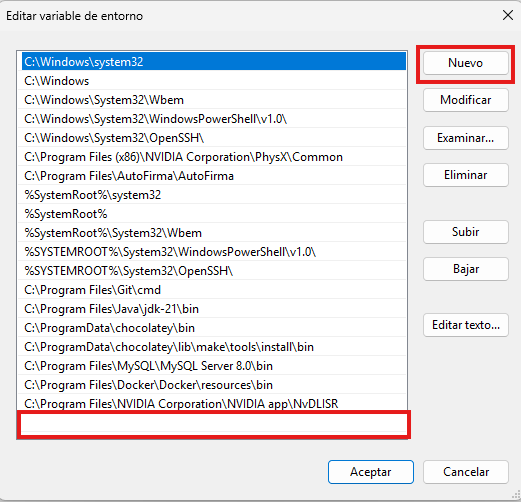 Editar variable de entorno
C:\Windows\system32
Nuevo
C:\Windows
C:\Windows\System32\Wbem
Modificar
C:\Windows\System32\WindowsPowerShell\v1.0\
C:\Windows\System32\OpenSSH\
Examinar...
C:\Program Files (x86)\NVIDIA Corporation\PhysX\Common
C:\Program Files\AutoFirma\AutoFirma
Eliminar
%SystemRoot%\system32
%SystemRoot%
%SystemRoot%\System32\Wbem
Subir
%SYSTEMROOT%\System32\WindowsPowerShell\v1.0\
%SYSTEMROOT%\System32\OpenSSH\
Bajar
C:\Program Files\Git\cmd
C:\Program Files\Java\jdk-21\bin
C:\ProgramData\chocolatey\bin
Editar texto...
C:\ProgramData\chocolatey\lib\make\tools\install\bin
C:\Program Files\MySQL\MySQL Server 8.0\bin
C:\Program Files\Docker\Docker\resources\bin
C:\Program Files\NVIDIA Corporation\NVIDIA app\NvDLISR
Aceptar
Cancelar